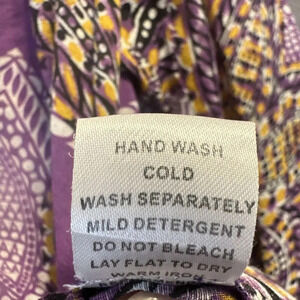 HAND WASH
COLD
WASH SEPARATELY
MILD DETERGENT
DO NOT BLEACH
LAY FLAT TO DRY
WARM IRON